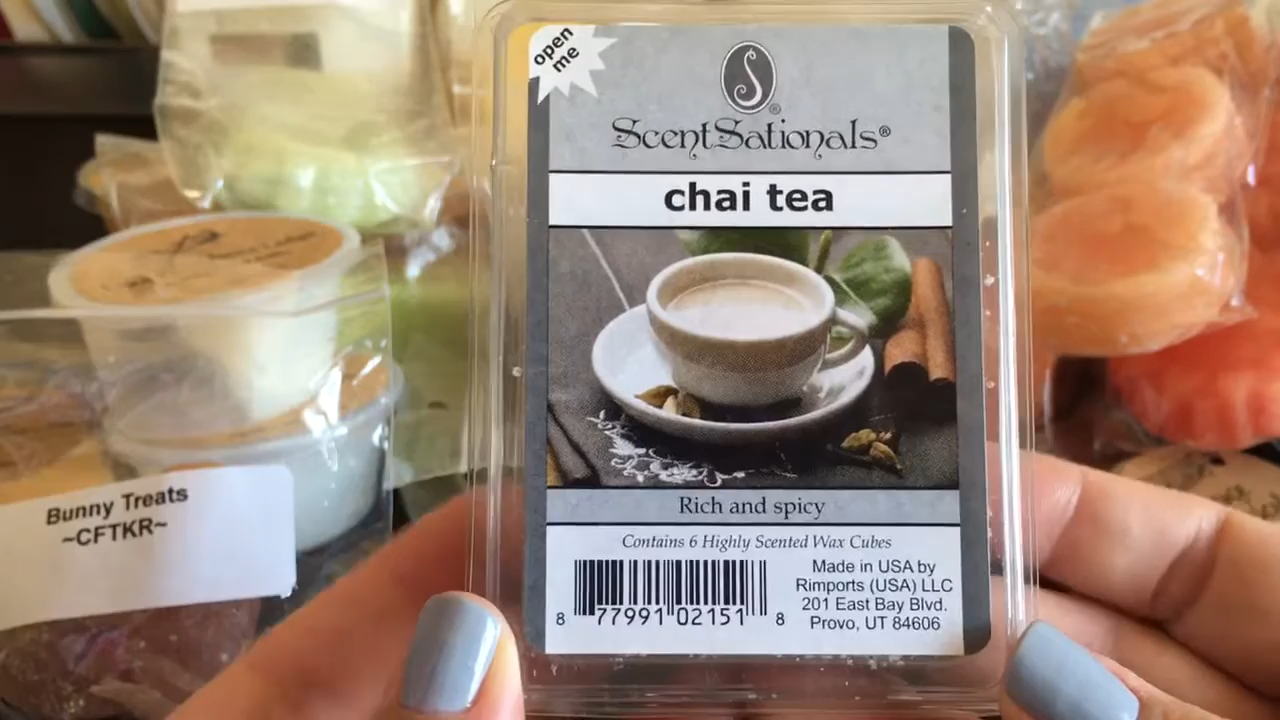 open
me
ScentSationals®
chai tea
Rich and spicy
Contains 6 Highly Scented Wax Cubes
8 77991 02151 8
Made in USA by
Rimports (USA) LLC
201 East Bay Blvd.
Provo, UT 84606
Bunny Treats
~CFTKR~